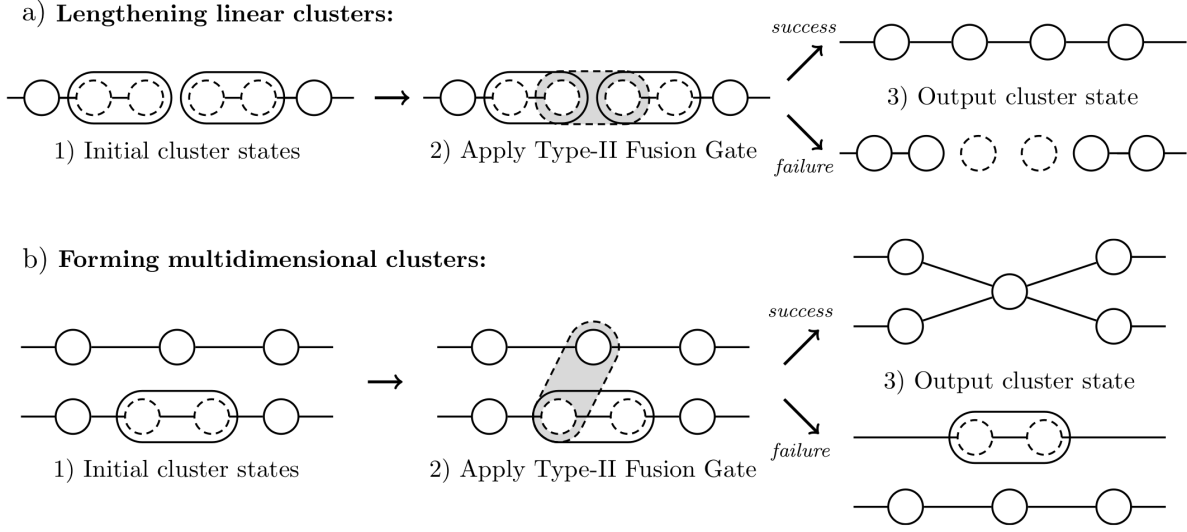 a) Lengthening linear clusters:
success
3) Output cluster state
1) Initial cluster states
2) Apply Type-II Fusion Gate
failure
b) Forming multidimensional clusters:
success
3) Output cluster state
failure
1) Initial cluster states
2) Apply Type-II Fusion Gate